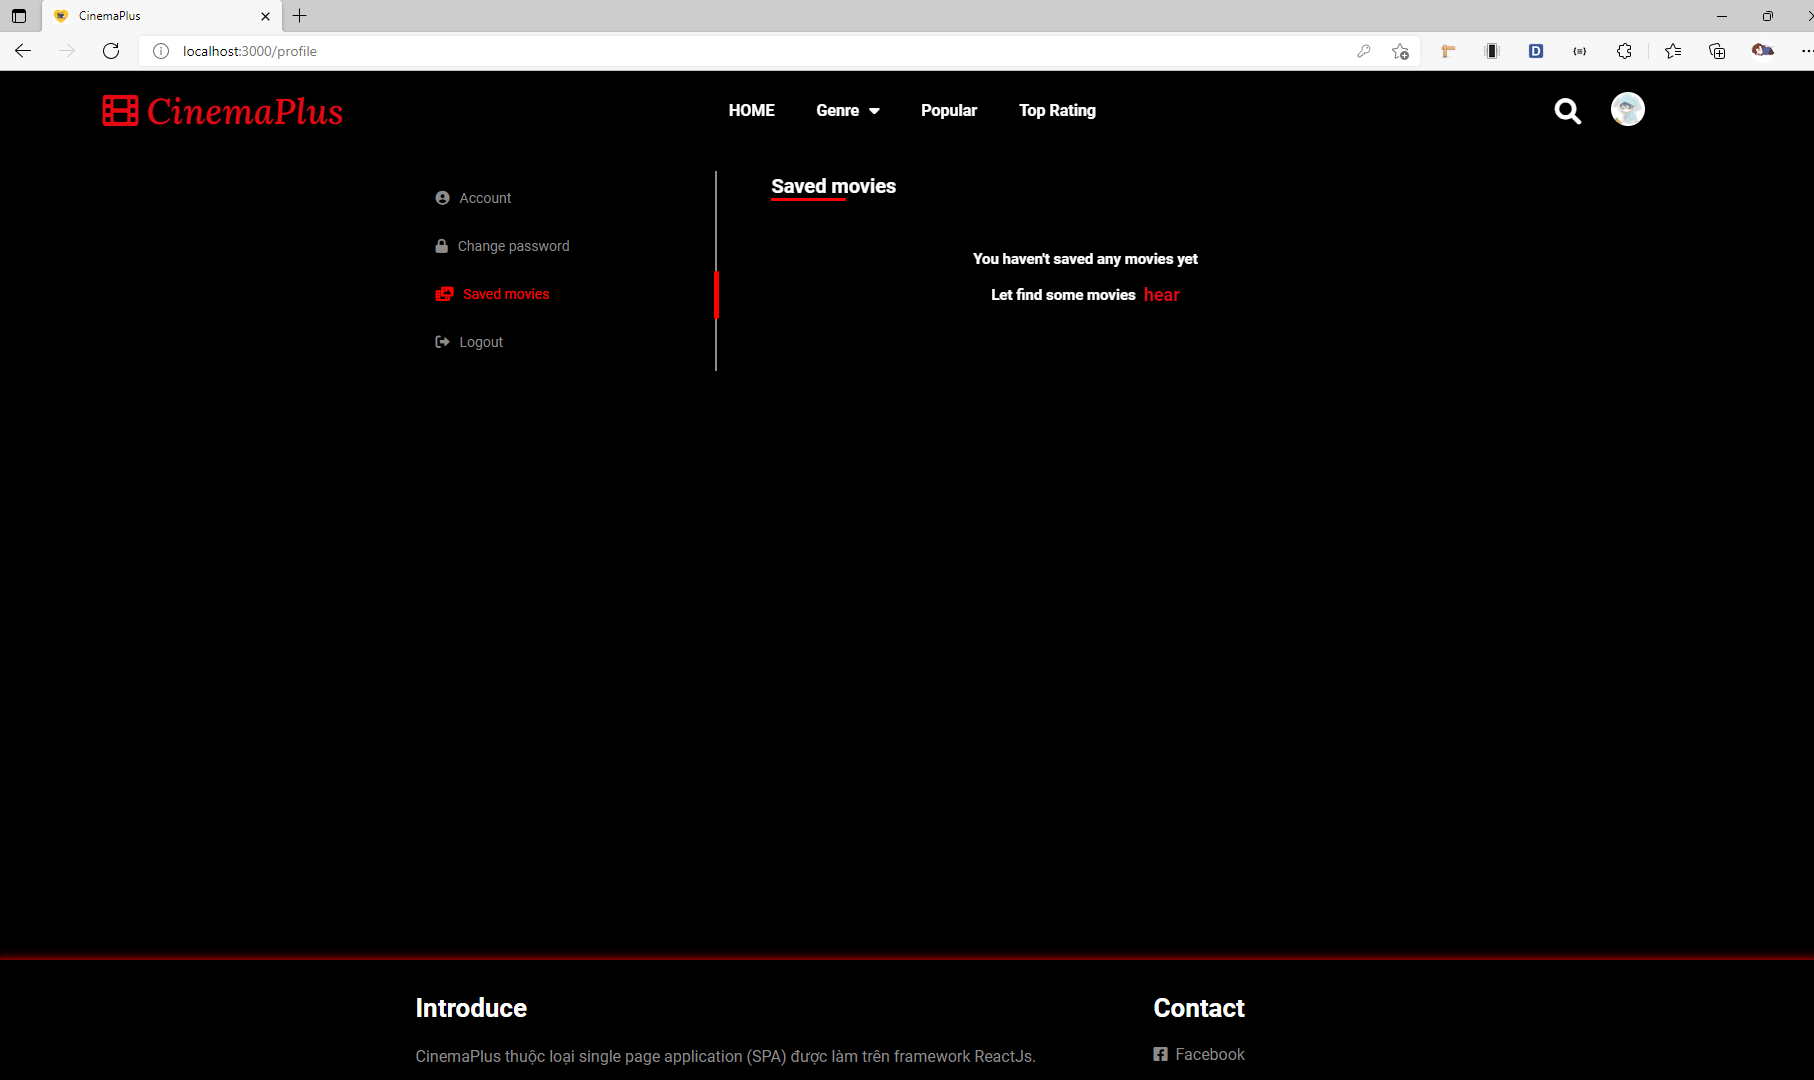 CinemaPlus
localhost:3000/profile
CinemaPlus
HOME Genre Popular Top Rating
Account
Change password
Saved movies
Logout
Saved movies
You haven't saved any movies yet
Let find some movies hear
Introduce
CinemaPlus thuộc loại single page application (SPA) được làm trên framework ReactJs.
Contact
Facebook